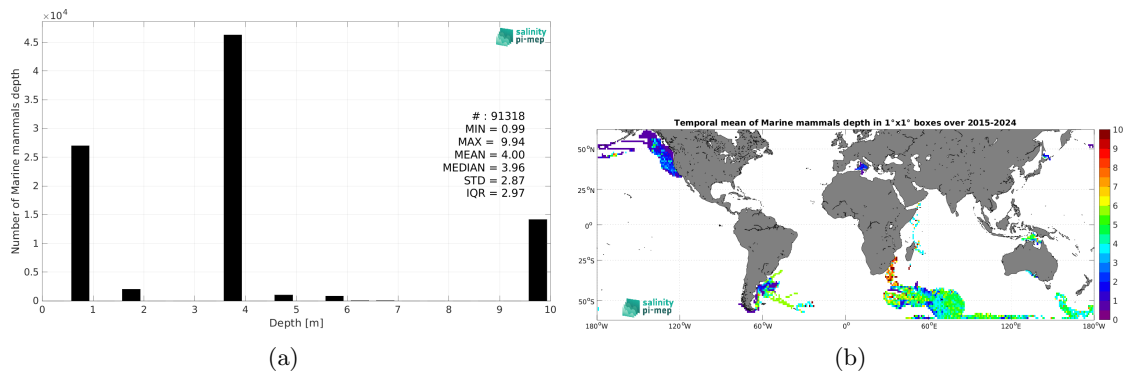 ×10⁴
4.5
4
3.5
3
2.5
2
1.5
1
0.5
0
Number of Marine mammals depth
salinity
pi-mep
# : 91318
MIN = 0.99
MAX = 9.94
MEAN = 4.00
MEDIAN = 3.96
STD = 2.87
IQR = 2.97
0 1 2 3 4 5 6 7 8 9 10
Depth [m]
(a)
Temporal mean of Marine mammals depth in 1°x1° boxes over 2015-2024
50°N
25°N
0°
25°S
50°S
salinity
pi-mep
180°W 120°W 60°W 0° 60°E 120°E 180°W
10
9
8
7
6
5
4
3
2
1
0
(b)